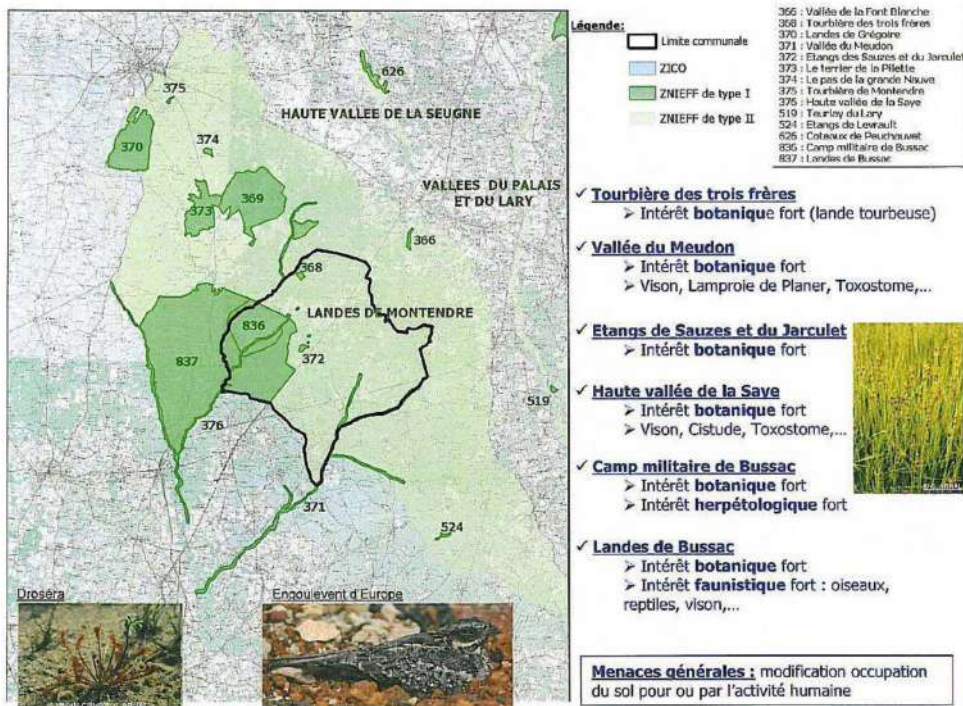 375
626
HAUTE VALLEE DE LA SEUGNE
370
374
VALLEES DU PALAIS
ET DU LARY
373
369
366
368
LANDES DE MONTENDRE
836
837
372
519
376
371
524
Droséra
Engoulevent d'Europe
Légende:
Limite communale
ZICO
ZNIEFF de type I
ZNIEFF de type II
366 : Vallée de la Font Blanche
368 : Tourbière des trois frères
370 : Landes de Grégoire
371 : Vallée du Meudon
372 : Etangs des Sauzes et du Jarculet
373 : Le terrier de la Pilette
374 : Le pas de la grande Nauve
375 : Tourbière de Montendre
376 : Haute vallée de la Saye
519 : Tourlay du Lary
524 : Etangs de Levrault
626 : Coteaux de Peuchauvet
836 : Camp militaire de Bussac
837 : Landes de Bussac
✓ Tourbière des trois frères
➢ Intérêt botanique fort (lande tourbeuse)
✓ Vallée du Meudon
➢ Intérêt botanique fort
➢ Vison, Lamproie de Planer, Toxostome,...
✓ Etangs de Sauzes et du Jarculet
➢ Intérêt botanique fort
✓ Haute vallée de la Saye
➢ Intérêt botanique fort
➢ Vison, Cistude, Toxostome,...
✓ Camp militaire de Bussac
➢ Intérêt botanique fort
➢ Intérêt herpétologique fort
✓ Landes de Bussac
➢ Intérêt botanique fort
➢ Intérêt faunistique fort : oiseaux,
reptiles, vison,...
Menaces générales : modification occupation
du sol pour ou par l'activité humaine